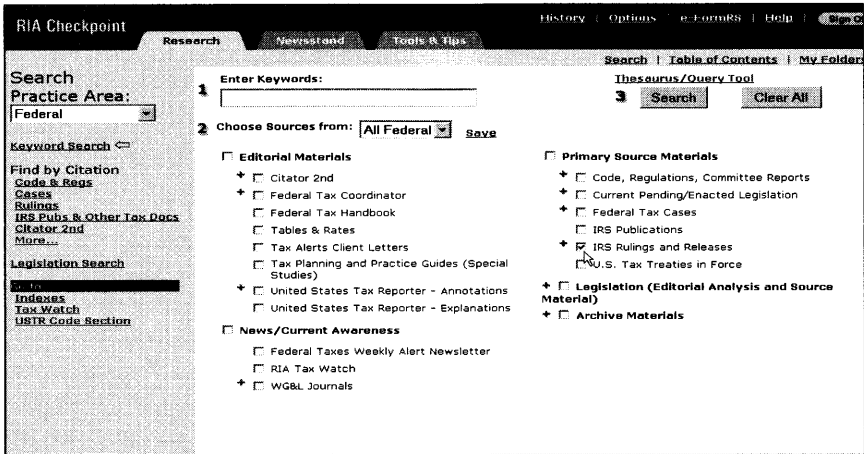 RIA Checkpoint
History | Options | e-FormRS | Help |
Research
Newsstand
Tools & Tips
Search | Table of Contents | My Folder
Search
Practice Area:
Federal
Keyword Search
Find by Citation
Code & Regs
Cases
Rulings
IRS Pubs & Other Tax Docs
Citator 2nd
More...
Legislation Search
Indexes
Tax Watch
USTR Code Section
1 Enter Keywords:
Thesaurus/Query Tool
3 Search Clear All
2 Choose Sources from: All Federal Save
Editorial Materials
+ Citator 2nd
+ Federal Tax Coordinator
Federal Tax Handbook
Tables & Rates
Tax Alerts Client Letters
Tax Planning and Practice Guides (Special
Studies)
+ United States Tax Reporter - Annotations
United States Tax Reporter - Explanations
News/Current Awareness
Federal Taxes Weekly Alert Newsletter
RIA Tax Watch
+ WG&L Journals
Primary Source Materials
+ Code, Regulations, Committee Reports
+ Current Pending/Enacted Legislation
+ Federal Tax Cases
IRS Publications
+ IRS Rulings and Releases
U.S. Tax Treaties in Force
+ Legislation (Editorial Analysis and Source
Material)
+ Archive Materials